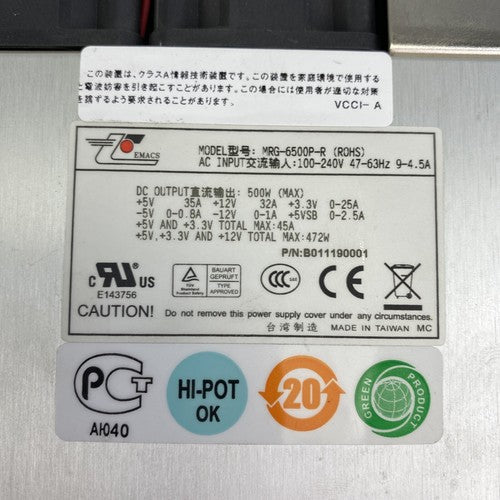 この装置は、クラスA情報技術装置です。この装置を家庭環境で使用する
と電波妨害を引き起こすことがあります。この場合には使用者が適切な対策
を講ずるよう要求されることがあります。
VCCI-A
EMACS
MODEL型号: MRG-6500P-R (ROHS)
AC INPUT交流输入:100-240V 47-63Hz 9-4.5A
DC OUTPUT直流输出: 500W (MAX)
+5V 35A +12V 32A +3.3V 0-25A
-5V 0-0.8A -12V 0-1A +5VSB 0-2.5A
+5V AND +3.3V TOTAL MAX:45A
+5V,+3.3V AND +12V TOTAL MAX:472W
P/N:B011190001
C UL US
E143756
TÜV Rheinland
BAUART GEPRÜFT
TYPE APPROVED
CCC S&E
CAUTION! Do not remove this power supply cover under any circumstances.
台湾制造 MADE IN TAIWAN MC
РСТ
АЮ40
HI-POT
OK
20
GREEN PRODUCT